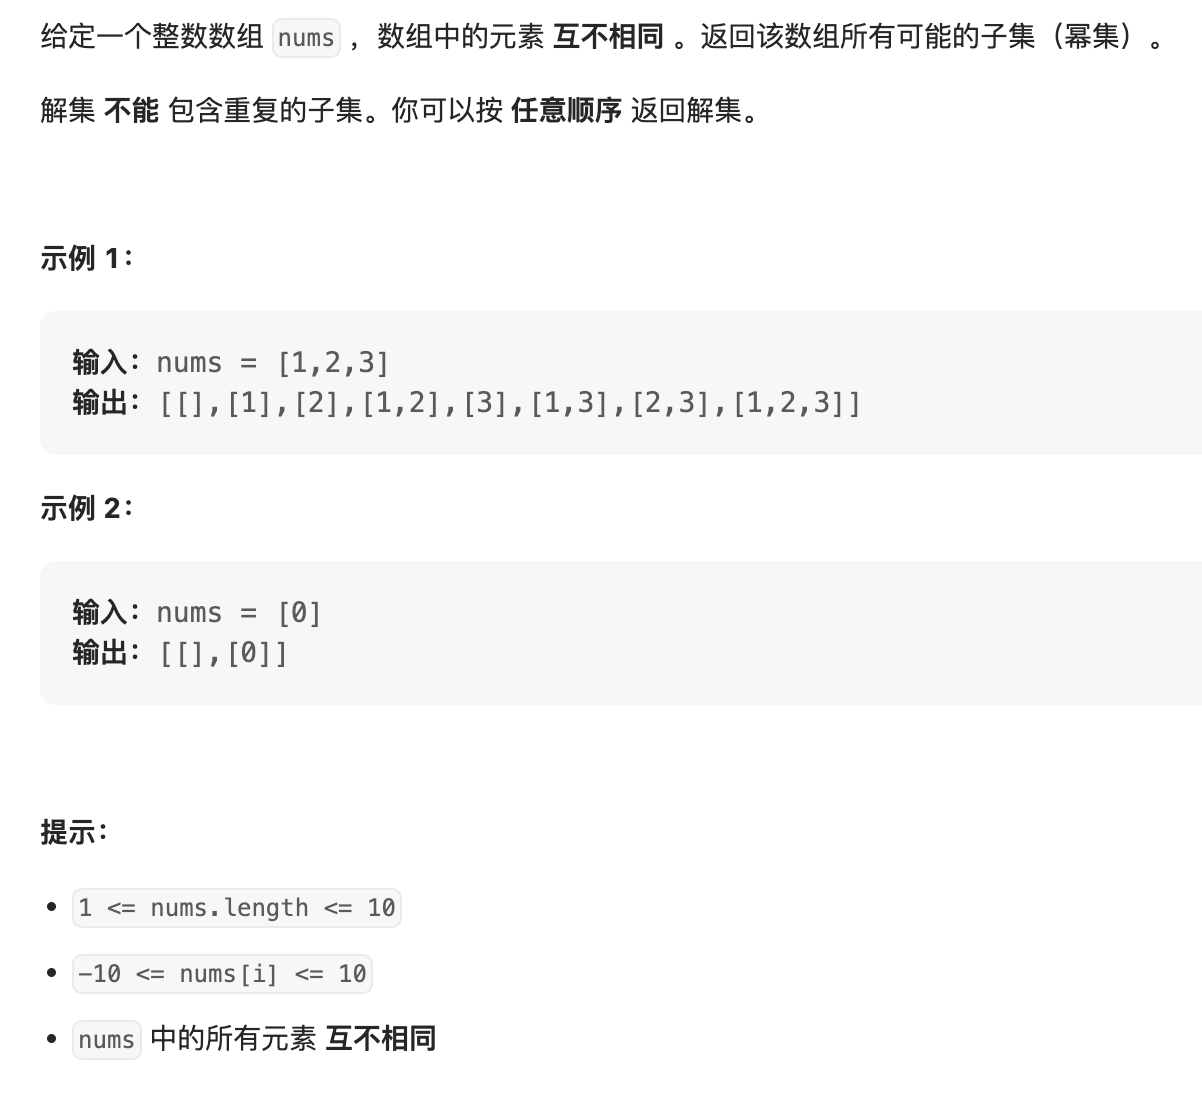 给定一个整数数组 nums ，数组中的元素 互不相同 。返回该数组所有可能的子集（幂集）。
解集 不能 包含重复的子集。你可以按 任意顺序 返回解集。
示例 1：
输入：nums = [1,2,3]
输出：[[],[1],[2],[1,2],[3],[1,3],[2,3],[1,2,3]]
示例 2：
输入：nums = [0]
输出：[[],[0]]
提示：
• 1 <= nums.length <= 10
• -10 <= nums[i] <= 10
• nums 中的所有元素 互不相同